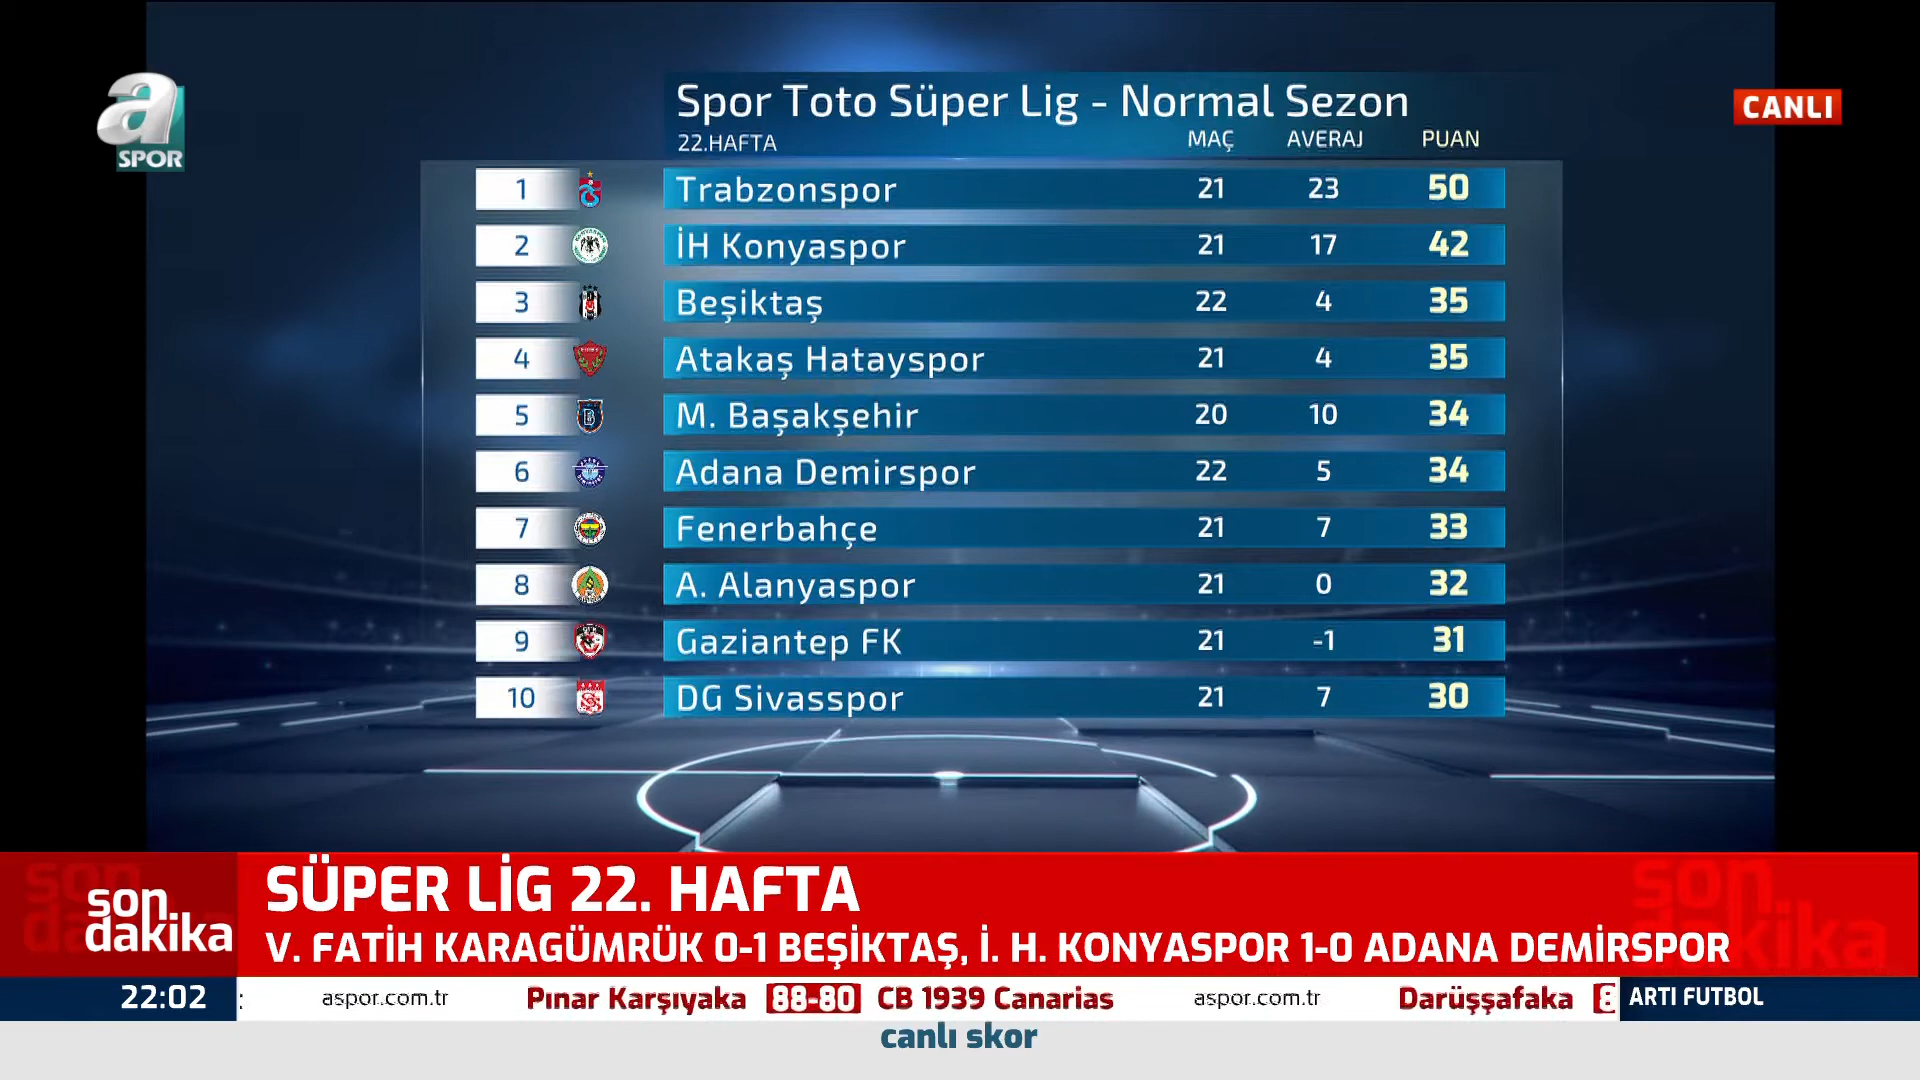 a
SPOR
CANLI
Spor Toto Süper Lig - Normal Sezon
22.HAFTA MAÇ AVERAJ PUAN
1 Trabzonspor 21 23 50
2 İH Konyaspor 21 17 42
3 Beşiktaş 22 4 35
4 Atakaş Hatayspor 21 4 35
5 M. Başakşehir 20 10 34
6 Adana Demirspor 22 5 34
7 Fenerbahçe 21 7 33
8 A. Alanyaspor 21 0 32
9 Gaziantep FK 21 -1 31
10 DG Sivasspor 21 7 30
son
dakika
SÜPER LİG 22. HAFTA
V. FATİH KARAGÜMRÜK 0-1 BEŞİKTAŞ, İ. H. KONYASPOR 1-0 ADANA DEMİRSPOR
son
dakika
22:02 : aspor.com.tr Pınar Karşıyaka 88-80 CB 1939 Canarias aspor.com.tr Darüşşafaka 8 ARTI FUTBOL
canlı skor